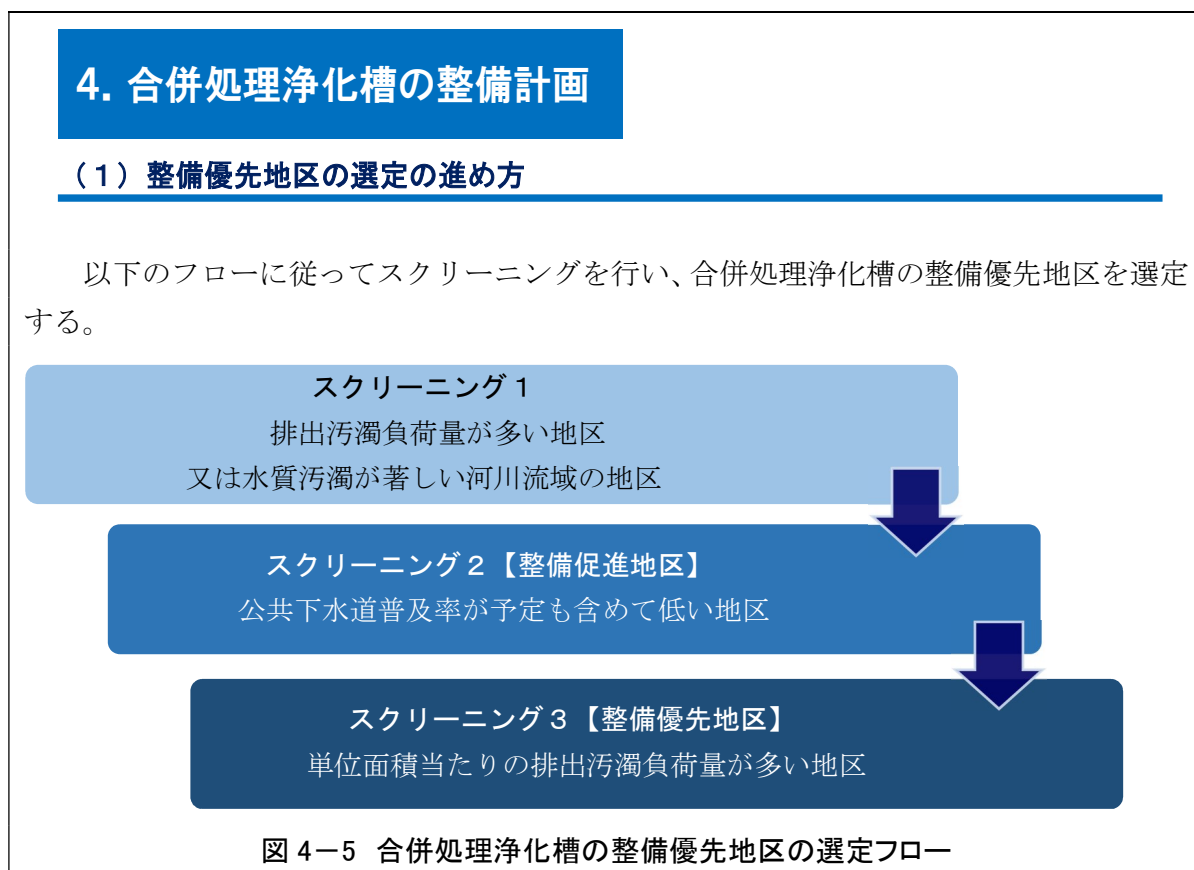 4. 合併処理浄化槽の整備計画
（1）整備優先地区の選定の進め方
以下のフローに従ってスクリーニングを行い、合併処理浄化槽の整備優先地区を選定
する。
スクリーニング１
排出汚濁負荷量が多い地区
又は水質汚濁が著しい河川流域の地区
スクリーニング２【整備促進地区】
公共下水道普及率が予定も含めて低い地区
スクリーニング３【整備優先地区】
単位面積当たりの排出汚濁負荷量が多い地区
図 4－5 合併処理浄化槽の整備優先地区の選定フロー